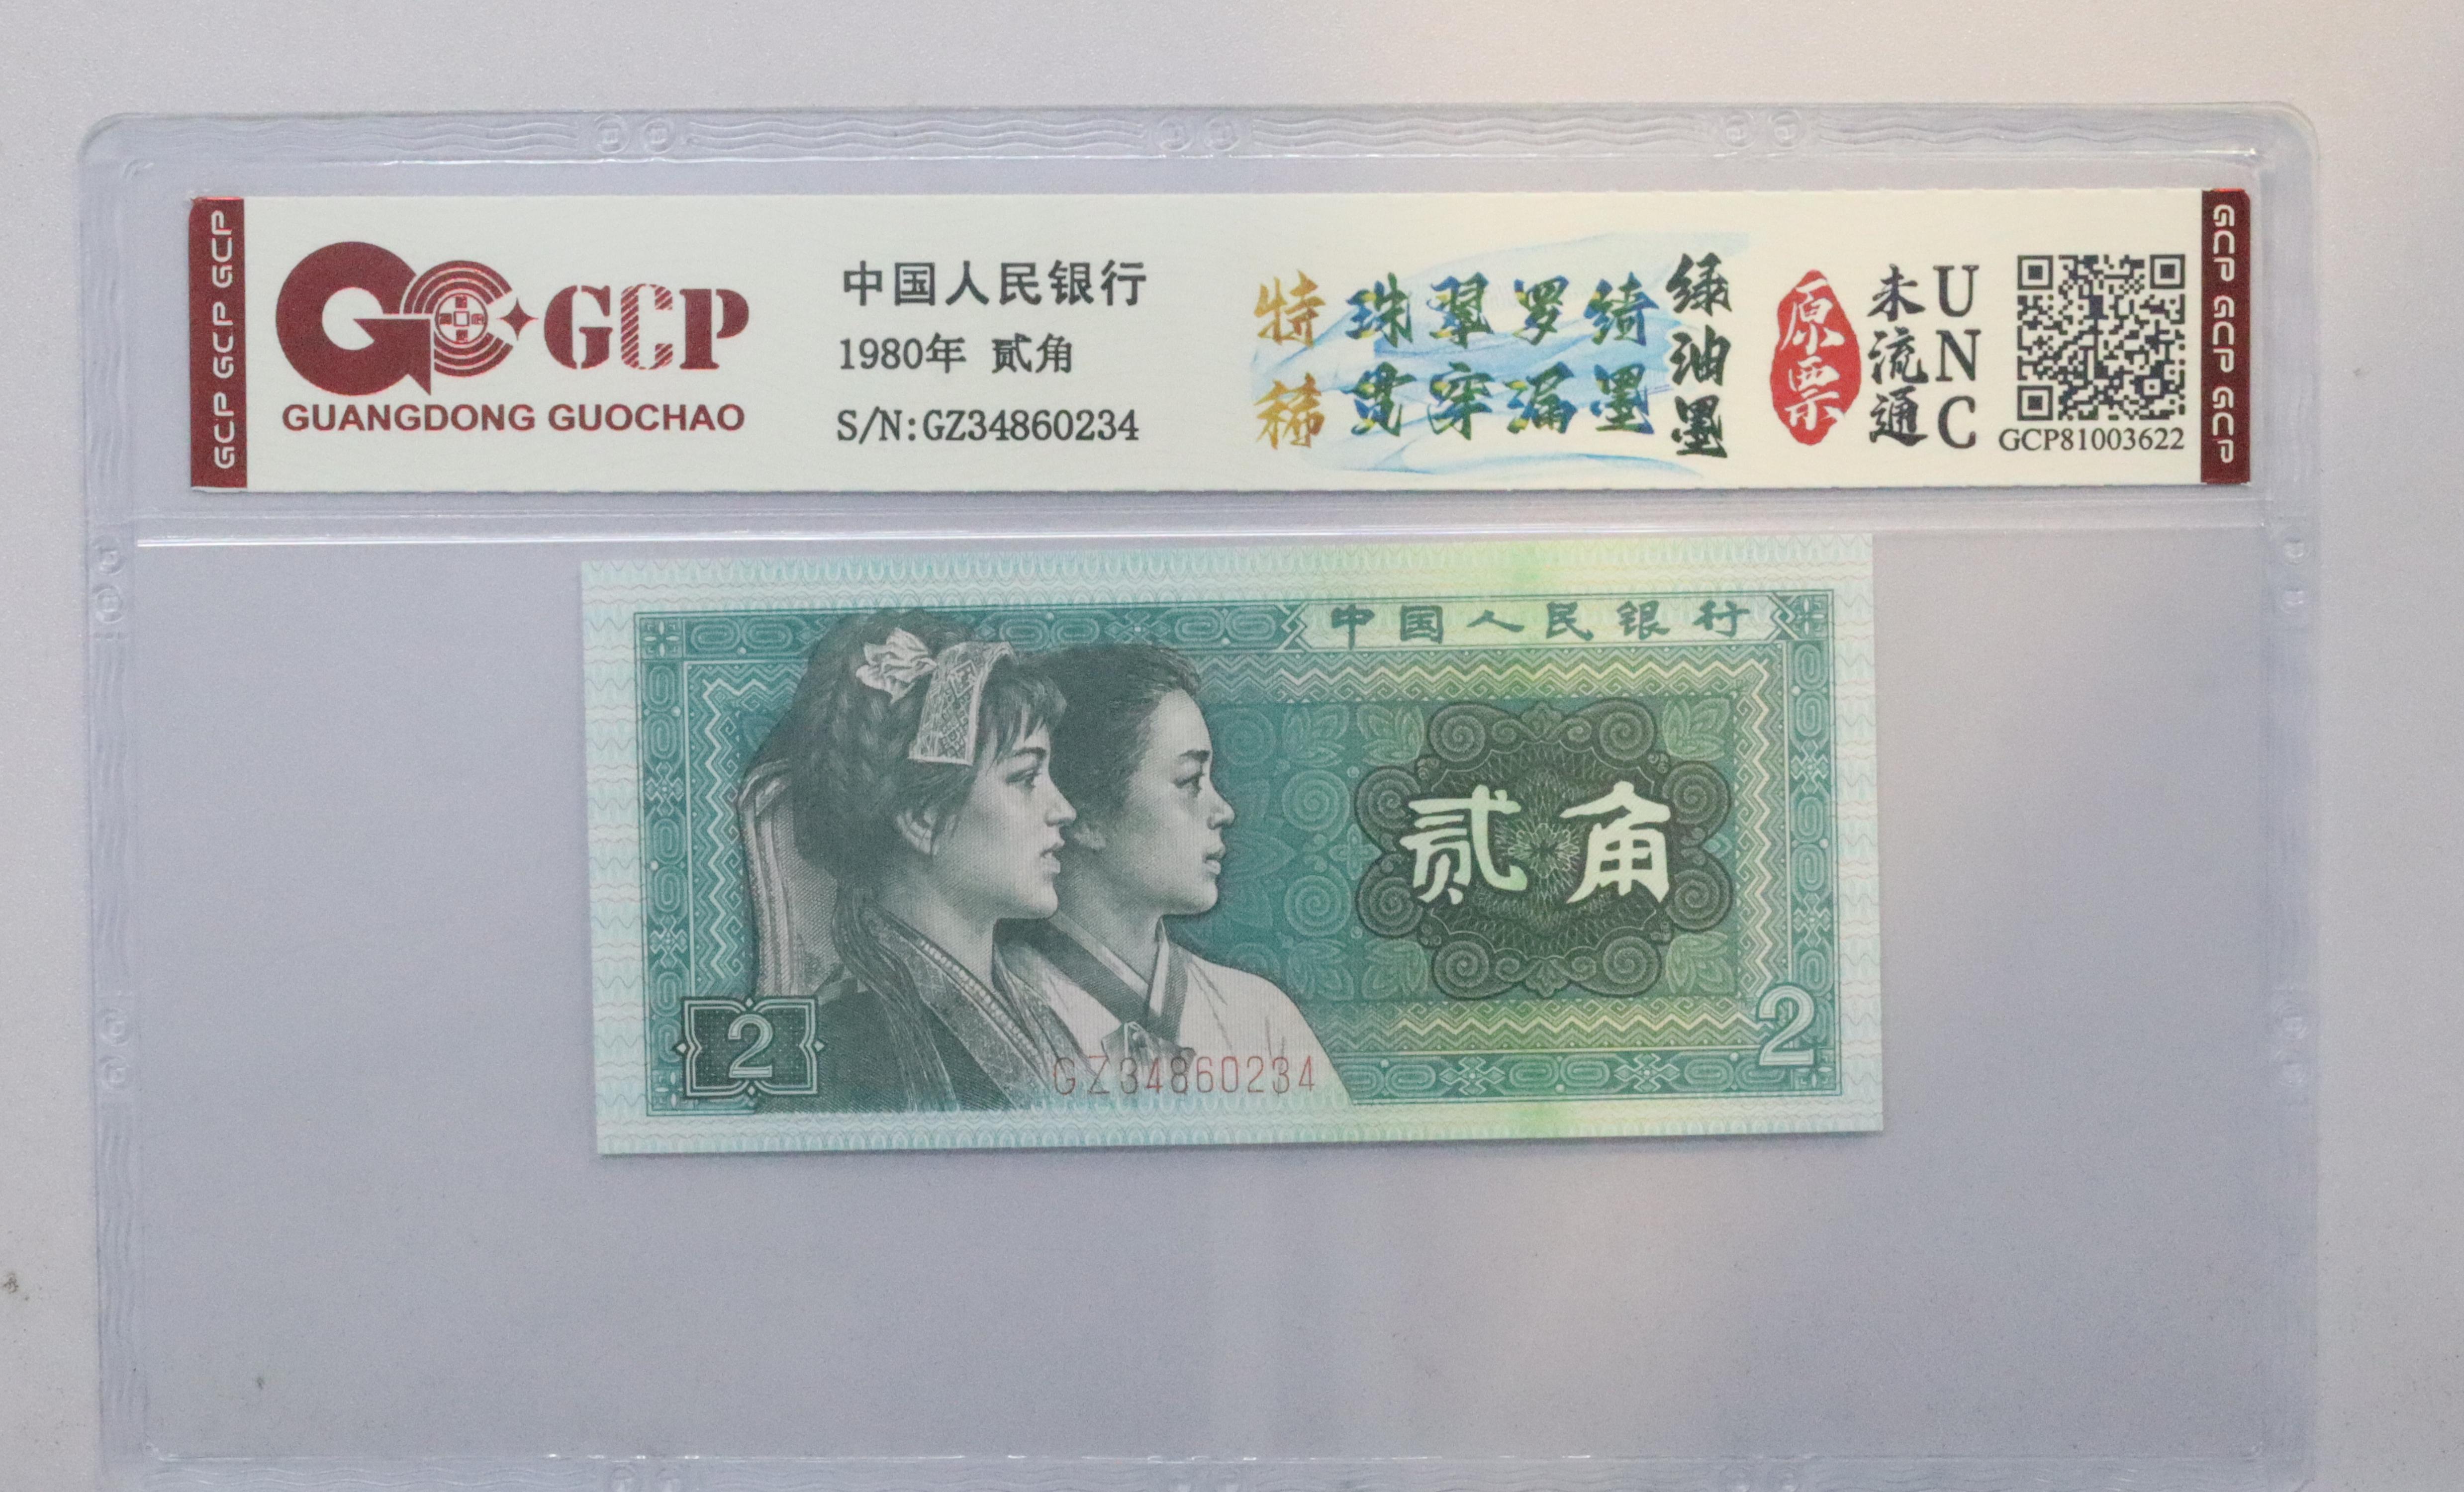 GCP GCP GCP
GCP
GUANGDONG GUOCHAO
中国人民银行
1980年 贰角
S/N:GZ34860234
特稀
珠翠罗绮
贯穿漏墨
绿油墨
原票
未流通
UNC
GCP81003622
GCP GCP GCP
中国人民银行
贰角
2
2
GZ34860234